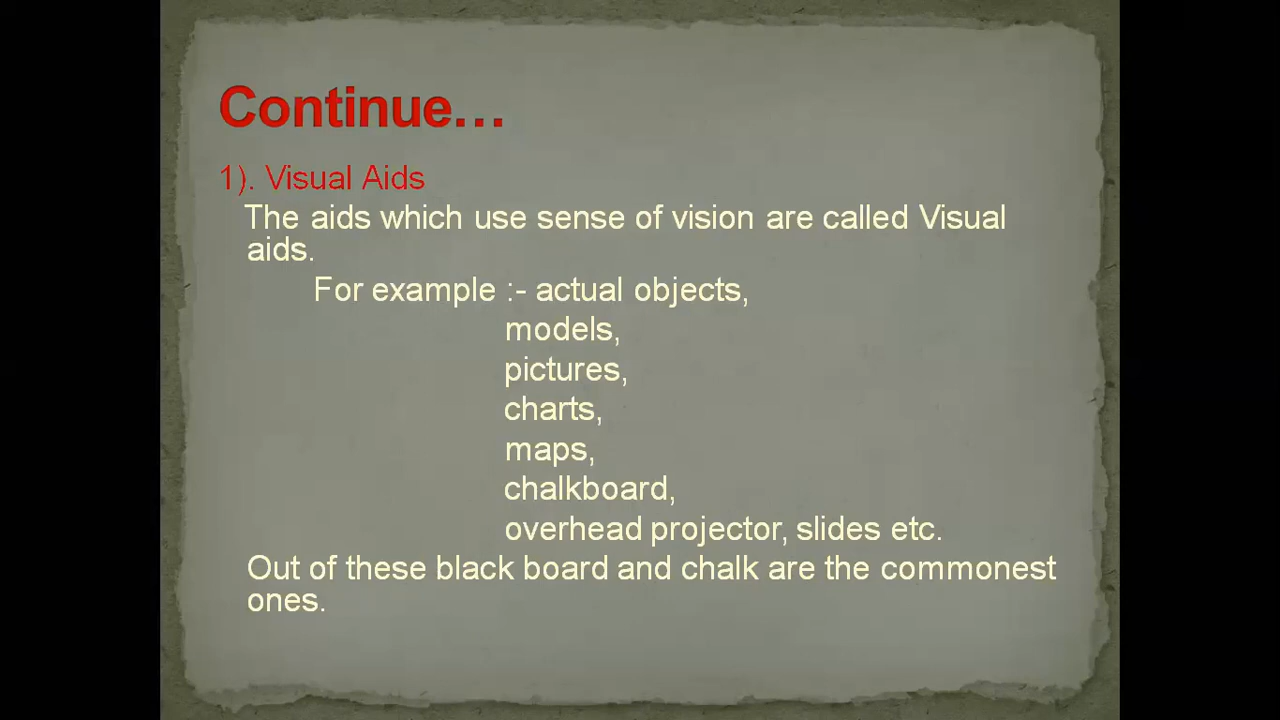 Continue…
1). Visual Aids
The aids which use sense of vision are called Visual
aids.
For example :- actual objects,
models,
pictures,
charts,
maps,
chalkboard,
overhead projector, slides etc.
Out of these black board and chalk are the commonest
ones.